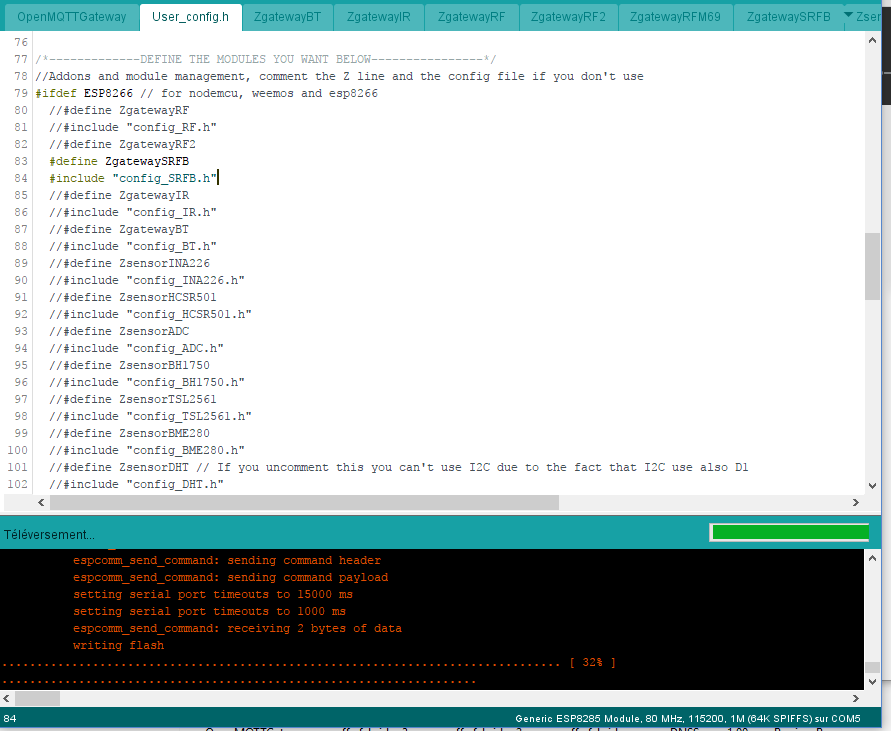 OpenMQTTGateway User_config.h ZgatewayBT ZgatewayIR ZgatewayRF ZgatewayRF2 ZgatewayRFM69 ZgatewaySRFB Zser
76
77 /*-------------DEFINE THE MODULES YOU WANT BELOW----------------*/
78 //Addons and module management, comment the Z line and the config file if you don't use
79 #ifdef ESP8266 // for nodemcu, weemos and esp8266
80 //#define ZgatewayRF
81 //#include "config_RF.h"
82 //#define ZgatewayRF2
83 #define ZgatewaySRFB
84 #include "config_SRFB.h"
85 //#define ZgatewayIR
86 //#include "config_IR.h"
87 //#define ZgatewayBT
88 //#include "config_BT.h"
89 //#define ZsensorINA226
90 //#include "config_INA226.h"
91 //#define ZsensorHCSR501
92 //#include "config_HCSR501.h"
93 //#define ZsensorADC
94 //#include "config_ADC.h"
95 //#define ZsensorBH1750
96 //#include "config_BH1750.h"
97 //#define ZsensorTSL2561
98 //#include "config_TSL2561.h"
99 //#define ZsensorBME280
100 //#include "config_BME280.h"
101 //#define ZsensorDHT // If you uncomment this you can't use I2C due to the fact that I2C use also D1
102 //#include "config_DHT.h"
Téléversement...
espcomm_send_command: sending command header
espcomm_send_command: sending command payload
setting serial port timeouts to 15000 ms
setting serial port timeouts to 1000 ms
espcomm_send_command: receiving 2 bytes of data
writing flash
................................................................................ [ 32% ]
....................................................................
84 Generic ESP8285 Module, 80 MHz, 115200, 1M (64K SPIFFS) sur COM5